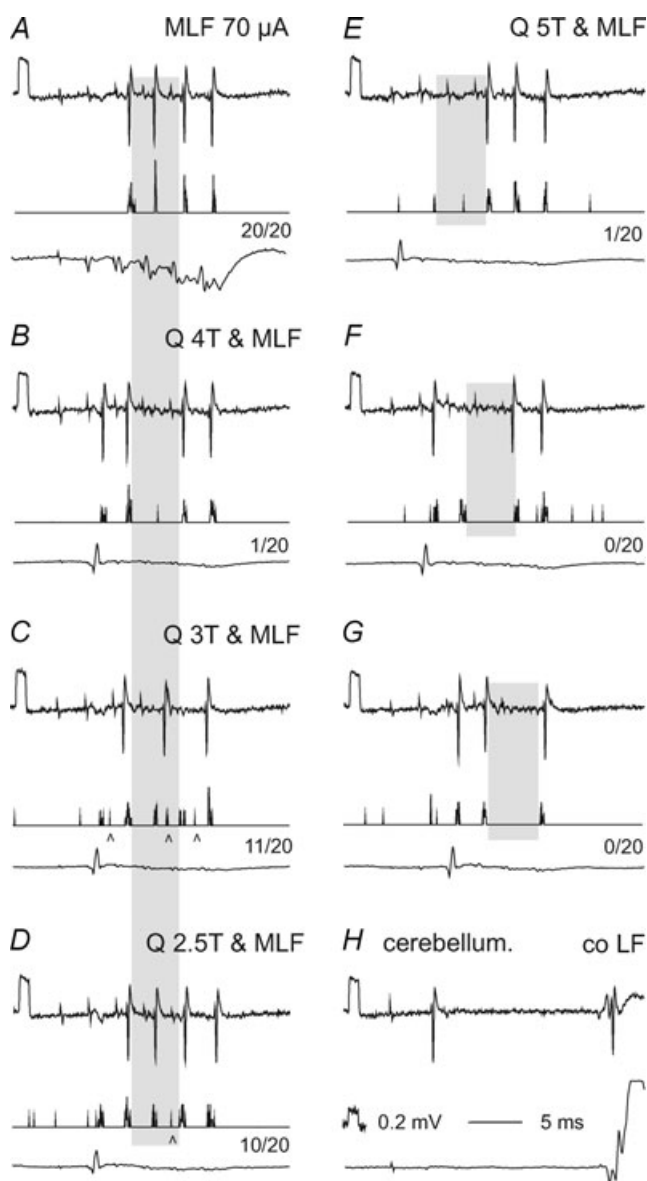 A MLF 70 µA
20/20
B Q 4T & MLF
1/20
C Q 3T & MLF
^ ^ ^
11/20
D Q 2.5T & MLF
^
10/20
E Q 5T & MLF
1/20
F
0/20
G
0/20
H cerebellum. co LF
0.2 mV 5 ms